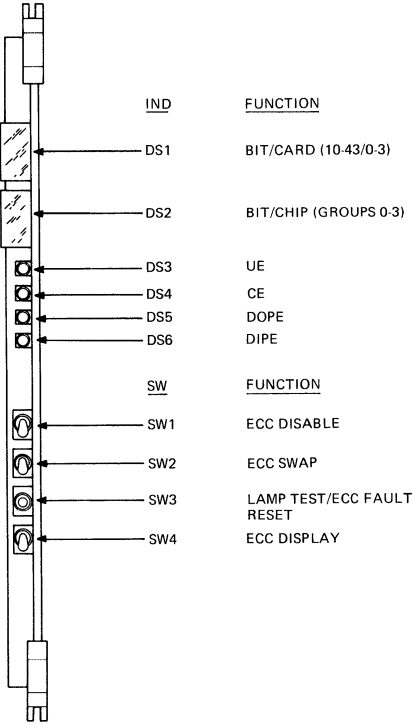 IND FUNCTION
DS1 BIT/CARD (10-43/0-3)
DS2 BIT/CHIP (GROUPS 0-3)
DS3 UE
DS4 CE
DS5 DOPE
DS6 DIPE
SW FUNCTION
SW1 ECC DISABLE
SW2 ECC SWAP
SW3 LAMP TEST/ECC FAULT
RESET
SW4 ECC DISPLAY